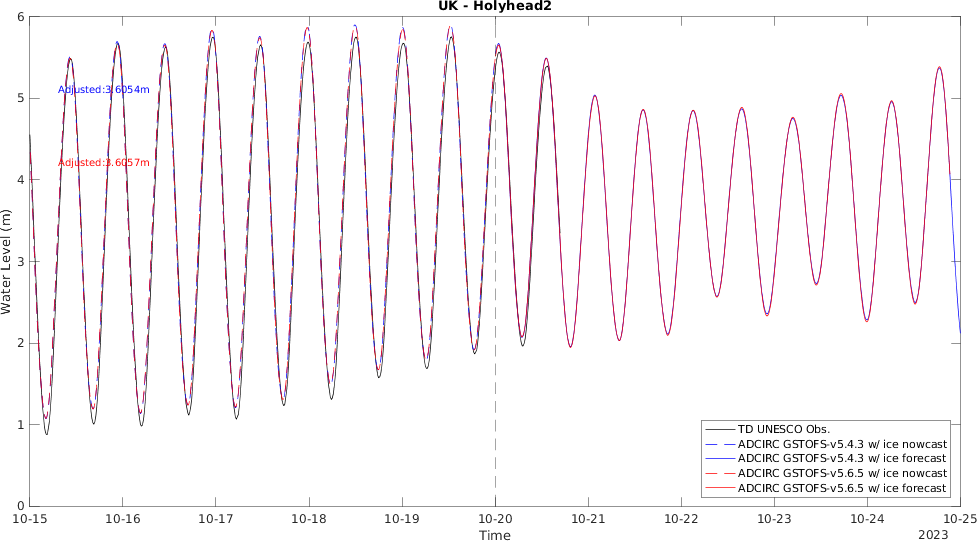 UK - Holyhead2
6
5
4
3
2
1
0
Water Level (m)
Adjusted:3.6054m
Adjusted:3.6057m
TD UNESCO Obs.
ADCIRC GSTOFS-v5.4.3 w/ ice nowcast
ADCIRC GSTOFS-v5.4.3 w/ ice forecast
ADCIRC GSTOFS-v5.6.5 w/ ice nowcast
ADCIRC GSTOFS-v5.6.5 w/ ice forecast
10-15 10-16 10-17 10-18 10-19 10-20 10-21 10-22 10-23 10-24 10-25
Time
2023